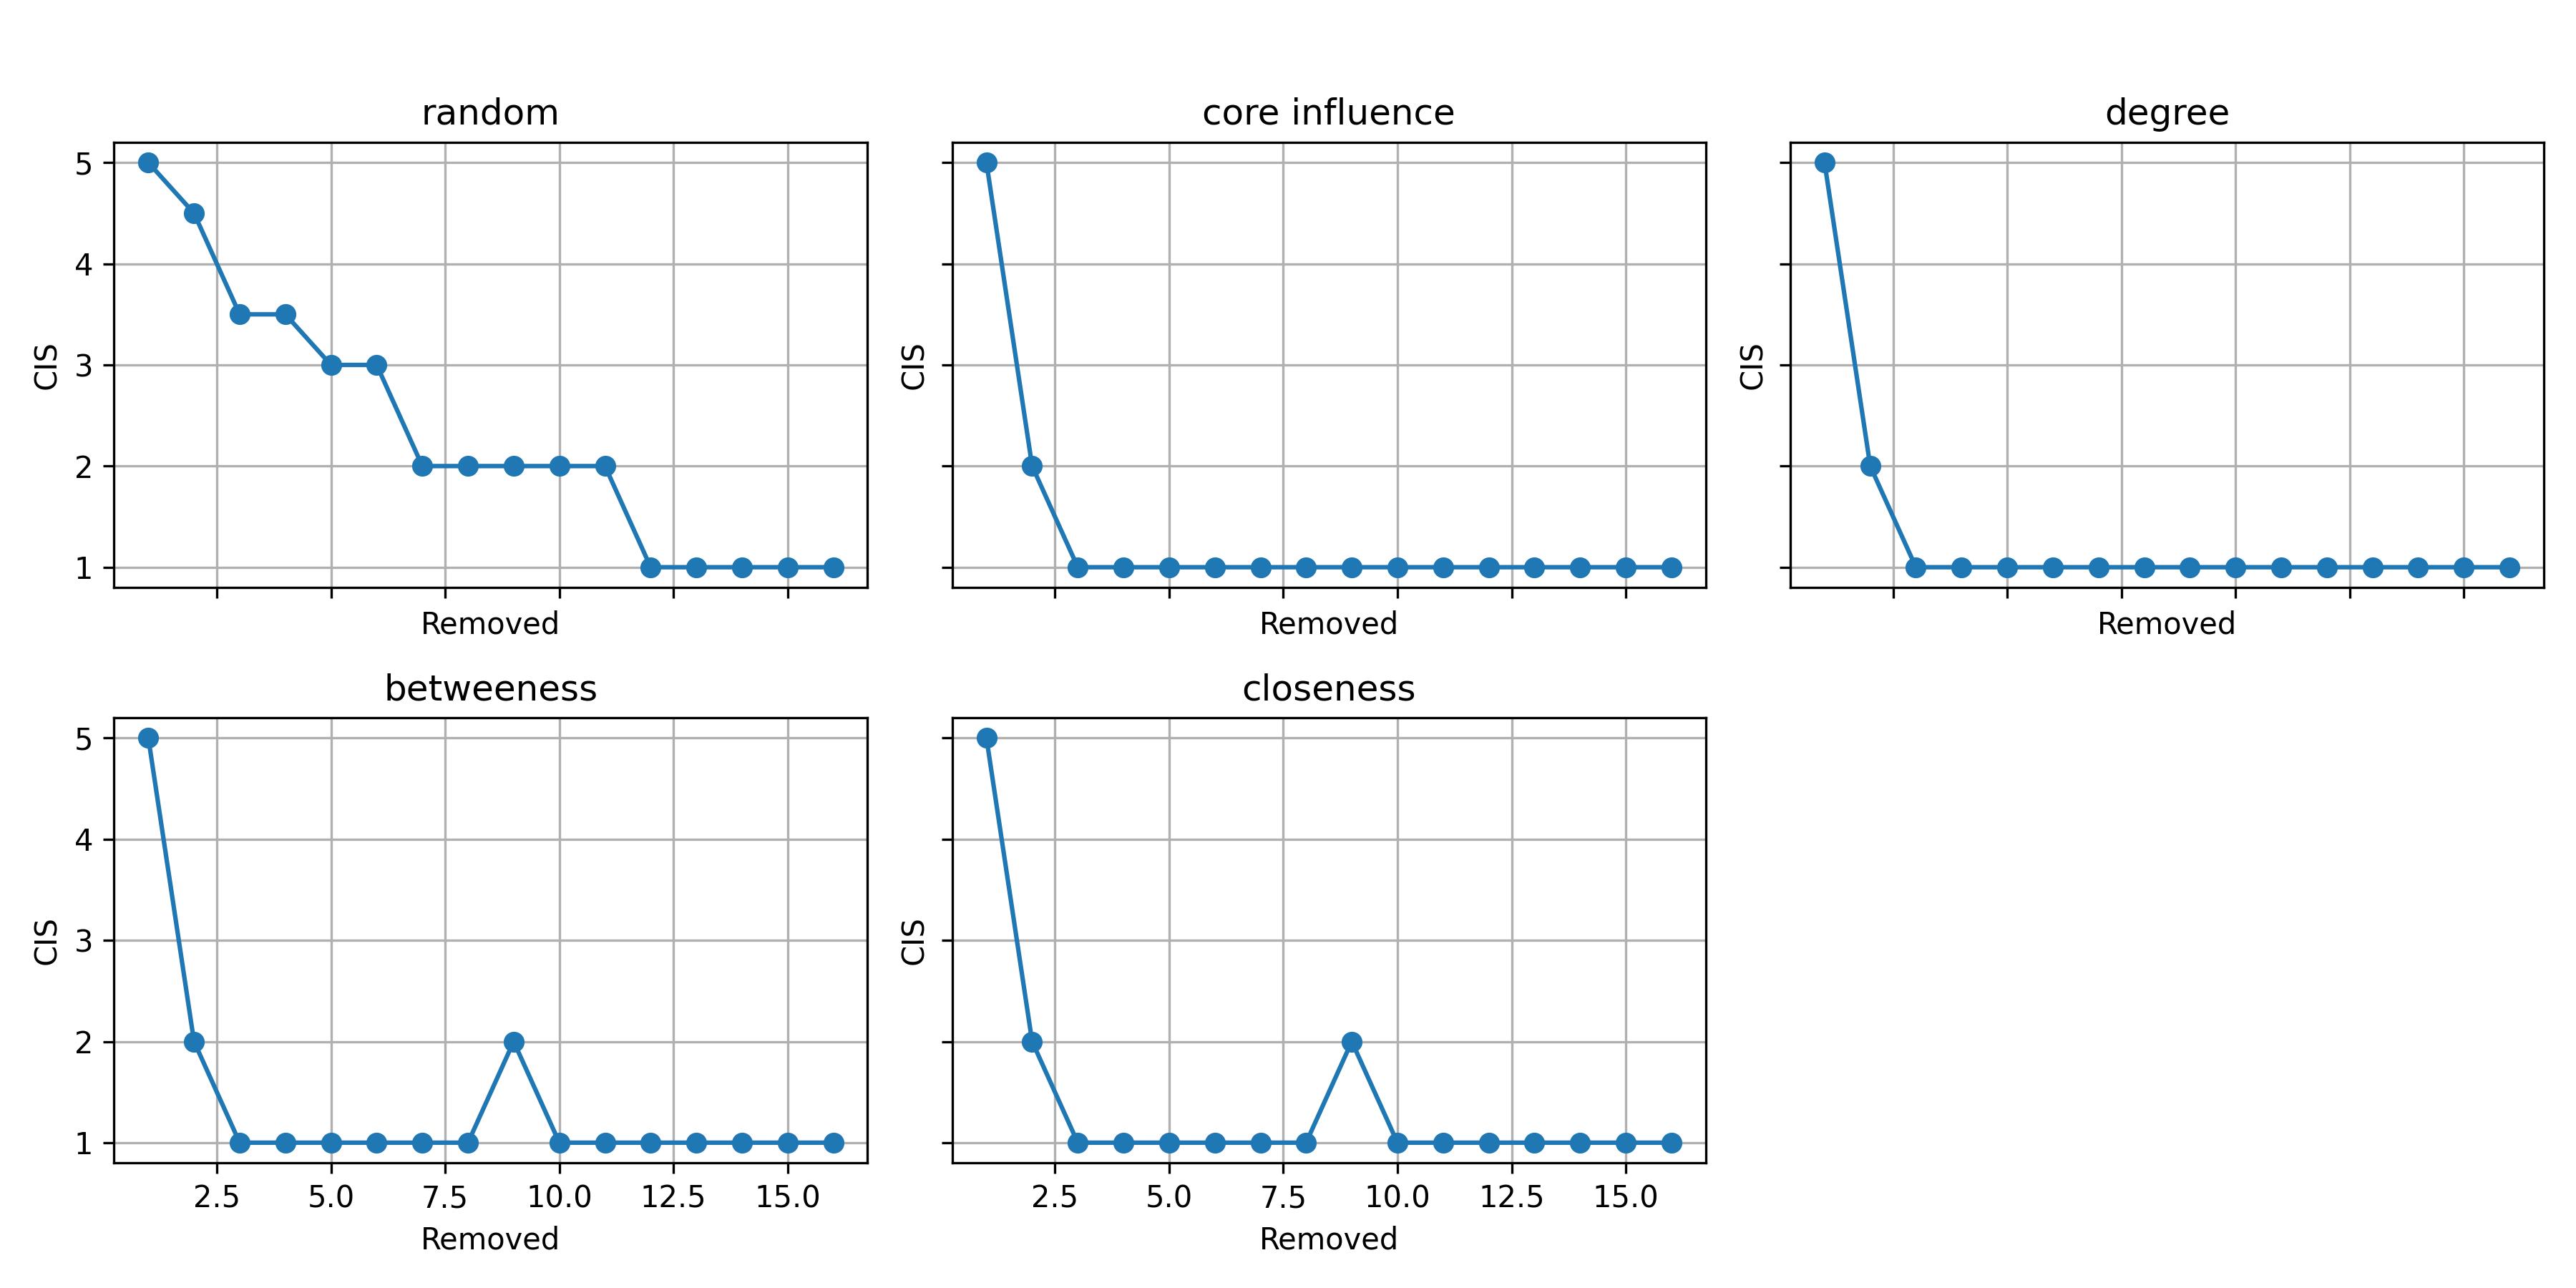 random
core influence
degree
5
4
3
2
1
CIS
CIS
CIS
Removed
Removed
Removed
betweeness
closeness
5
4
3
2
1
CIS
CIS
2.5 5.0 7.5 10.0 12.5 15.0
2.5 5.0 7.5 10.0 12.5 15.0
Removed
Removed